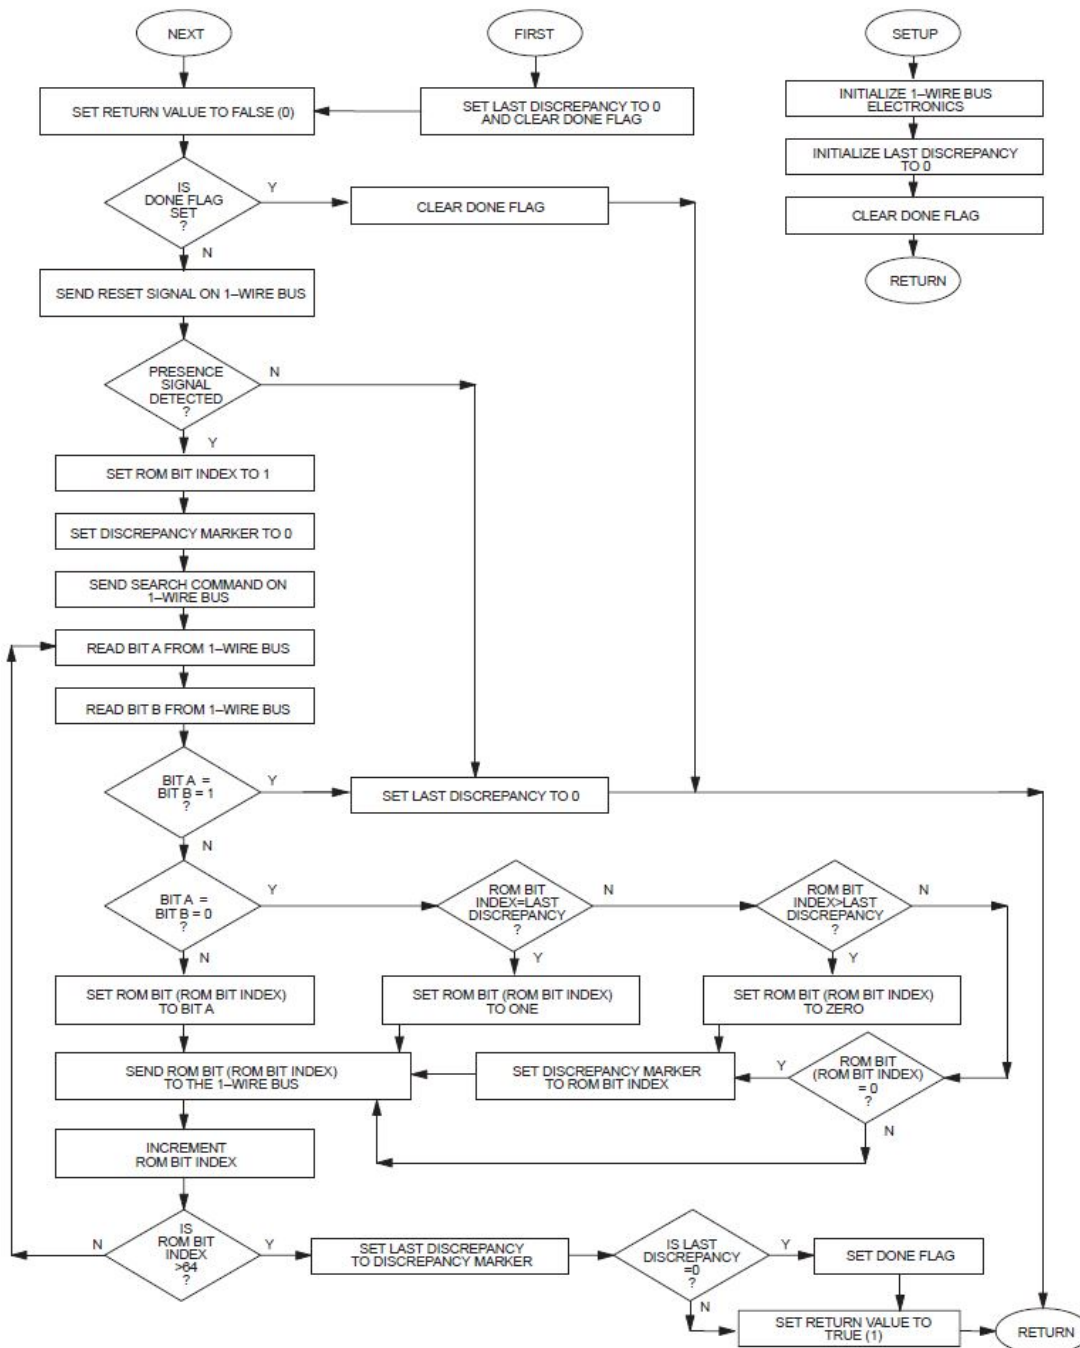 NEXT
FIRST
SETUP
SET RETURN VALUE TO FALSE (0)
SET LAST DISCREPANCY TO 0
AND CLEAR DONE FLAG
INITIALIZE 1–WIRE BUS
ELECTRONICS
INITIALIZE LAST DISCREPANCY
TO 0
IS
DONE FLAG
SET
?
Y
N
CLEAR DONE FLAG
CLEAR DONE FLAG
RETURN
SEND RESET SIGNAL ON 1–WIRE BUS
PRESENCE
SIGNAL
DETECTED
?
N
Y
SET ROM BIT INDEX TO 1
SET DISCREPANCY MARKER TO 0
SEND SEARCH COMMAND ON
1–WIRE BUS
READ BIT A FROM 1–WIRE BUS
READ BIT B FROM 1–WIRE BUS
BIT A =
BIT B = 1
?
Y
N
SET LAST DISCREPANCY TO 0
BIT A =
BIT B = 0
?
Y
N
ROM BIT
INDEX=LAST
DISCREPANCY
?
N
Y
ROM BIT
INDEX>LAST
DISCREPANCY
?
N
Y
SET ROM BIT (ROM BIT INDEX)
TO BIT A
SET ROM BIT (ROM BIT INDEX)
TO ONE
SET ROM BIT (ROM BIT INDEX)
TO ZERO
SEND ROM BIT (ROM BIT INDEX)
TO THE 1–WIRE BUS
SET DISCREPANCY MARKER
TO ROM BIT INDEX
Y
ROM BIT
(ROM BIT INDEX)
= 0
?
N
INCREMENT
ROM BIT INDEX
N
IS
ROM BIT
INDEX
>64
?
Y
SET LAST DISCREPANCY
TO DISCREPANCY MARKER
IS LAST
DISCREPANCY
=0
?
Y
N
SET DONE FLAG
SET RETURN VALUE TO
TRUE (1)
RETURN